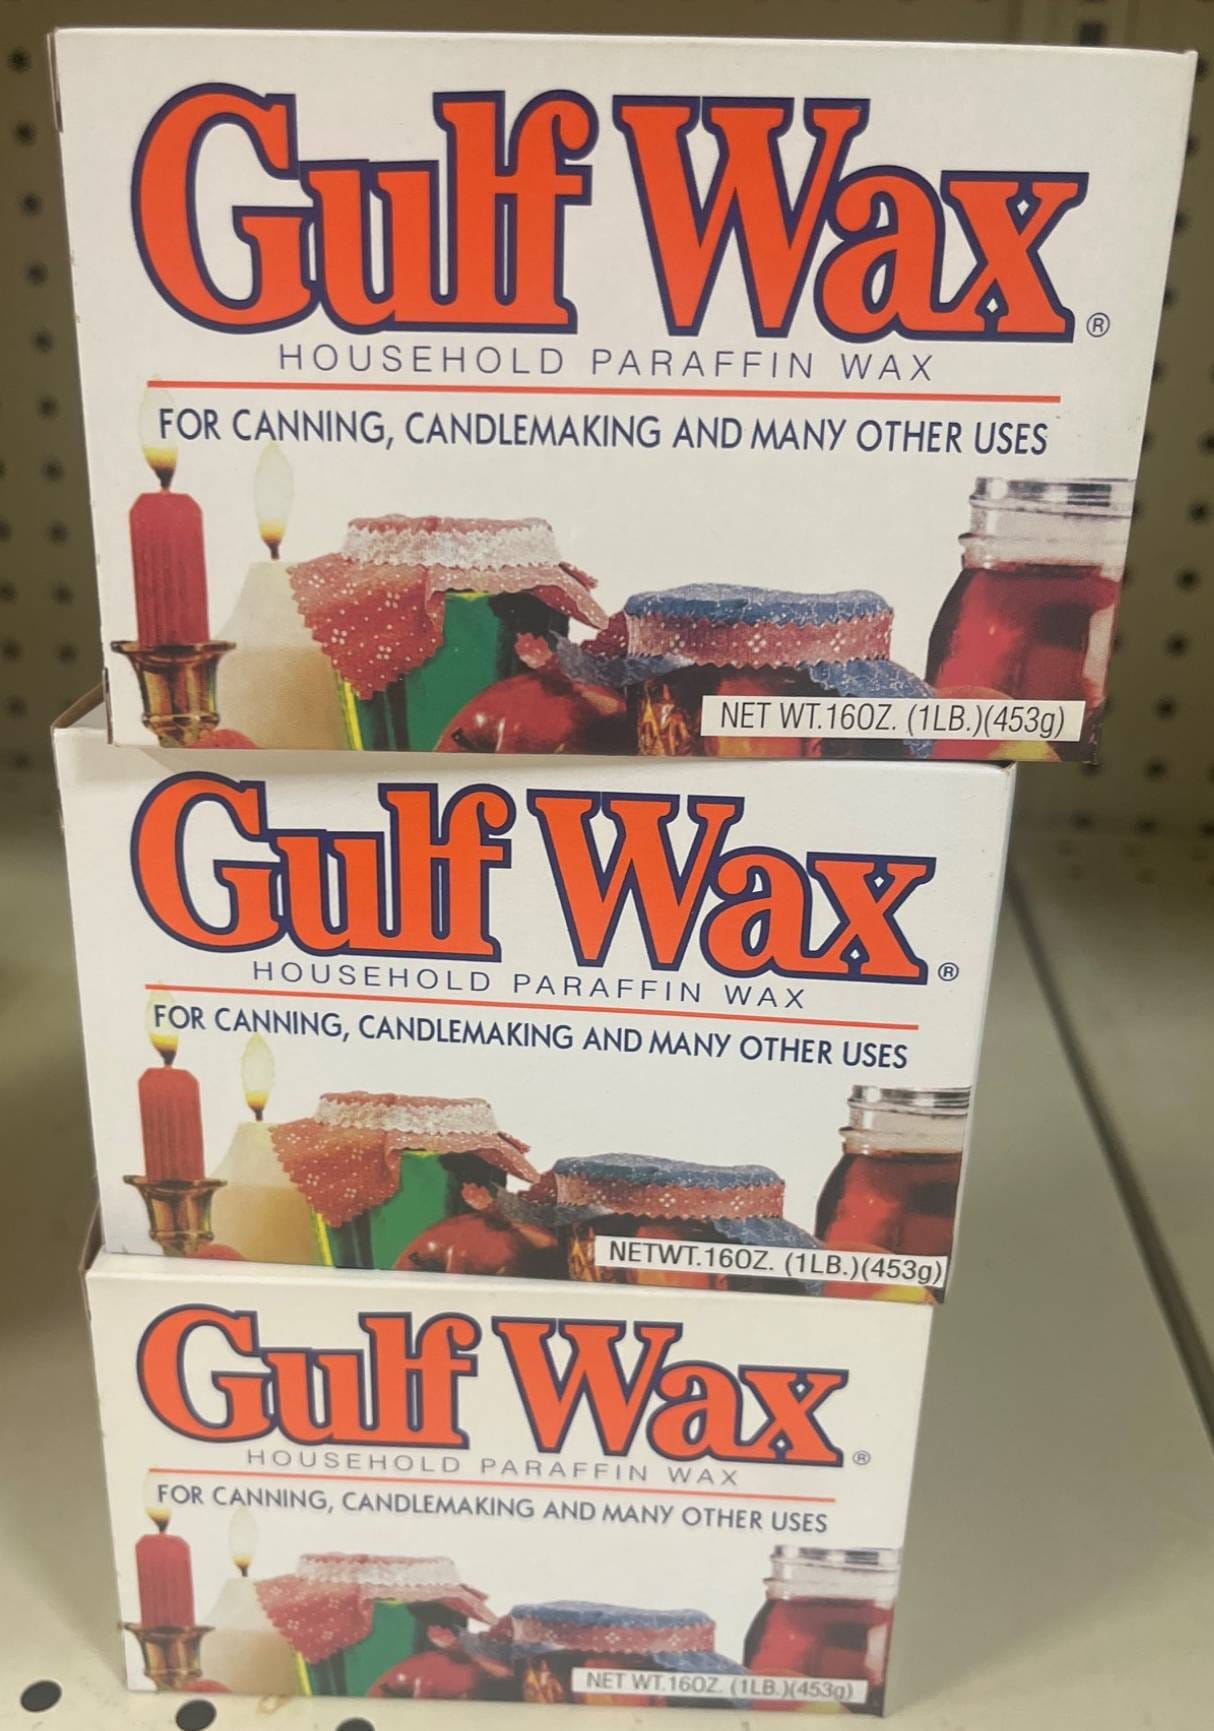 Gulf Wax®
HOUSEHOLD PARAFFIN WAX
FOR CANNING, CANDLEMAKING AND MANY OTHER USES
NET WT.16OZ. (1LB.)(453g)
Gulf Wax®
HOUSEHOLD PARAFFIN WAX
FOR CANNING, CANDLEMAKING AND MANY OTHER USES
NETWT.16OZ. (1LB.)(453g)
Gulf Wax®
HOUSEHOLD PARAFFIN WAX
FOR CANNING, CANDLEMAKING AND MANY OTHER USES
NET WT.16OZ. (1LB.)(453g)